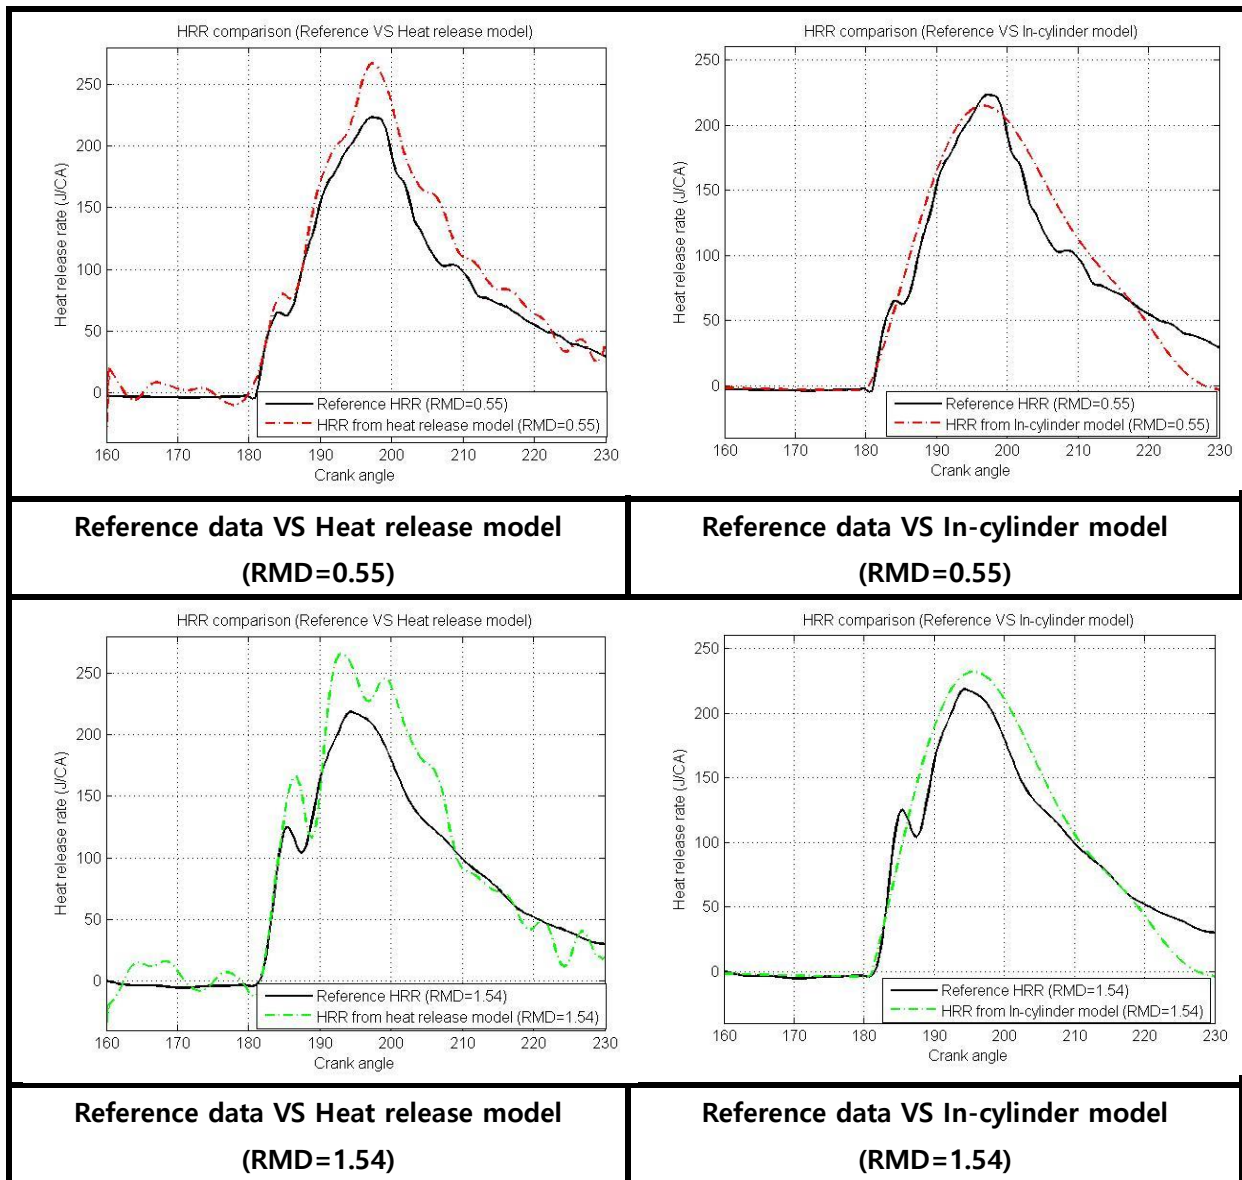 HRR comparison (Reference VS Heat release model)
250
200
150
100
50
0
Heat release rate (J/CA)
Reference HRR (RMD=0.55)
HRR from heat release model (RMD=0.55)
160 170 180 190 200 210 220 230
Crank angle
HRR comparison (Reference VS In-cylinder model)
250
200
150
100
50
0
Heat release rate (J/CA)
Reference HRR (RMD=0.55)
HRR from In-cylinder model (RMD=0.55)
160 170 180 190 200 210 220 230
Crank angle
Reference data VS Heat release model
(RMD=0.55)
Reference data VS In-cylinder model
(RMD=0.55)
HRR comparison (Reference VS Heat release model)
250
200
150
100
50
0
Heat release rate (J/CA)
Reference HRR (RMD=1.54)
HRR from heat release model (RMD=1.54)
160 170 180 190 200 210 220 230
Crank angle
HRR comparison (Reference VS In-cylinder model)
250
200
150
100
50
0
Heat release rate (J/CA)
Reference HRR (RMD=1.54)
HRR from In-cylinder model (RMD=1.54)
160 170 180 190 200 210 220 230
Crank angle
Reference data VS Heat release model
(RMD=1.54)
Reference data VS In-cylinder model
(RMD=1.54)